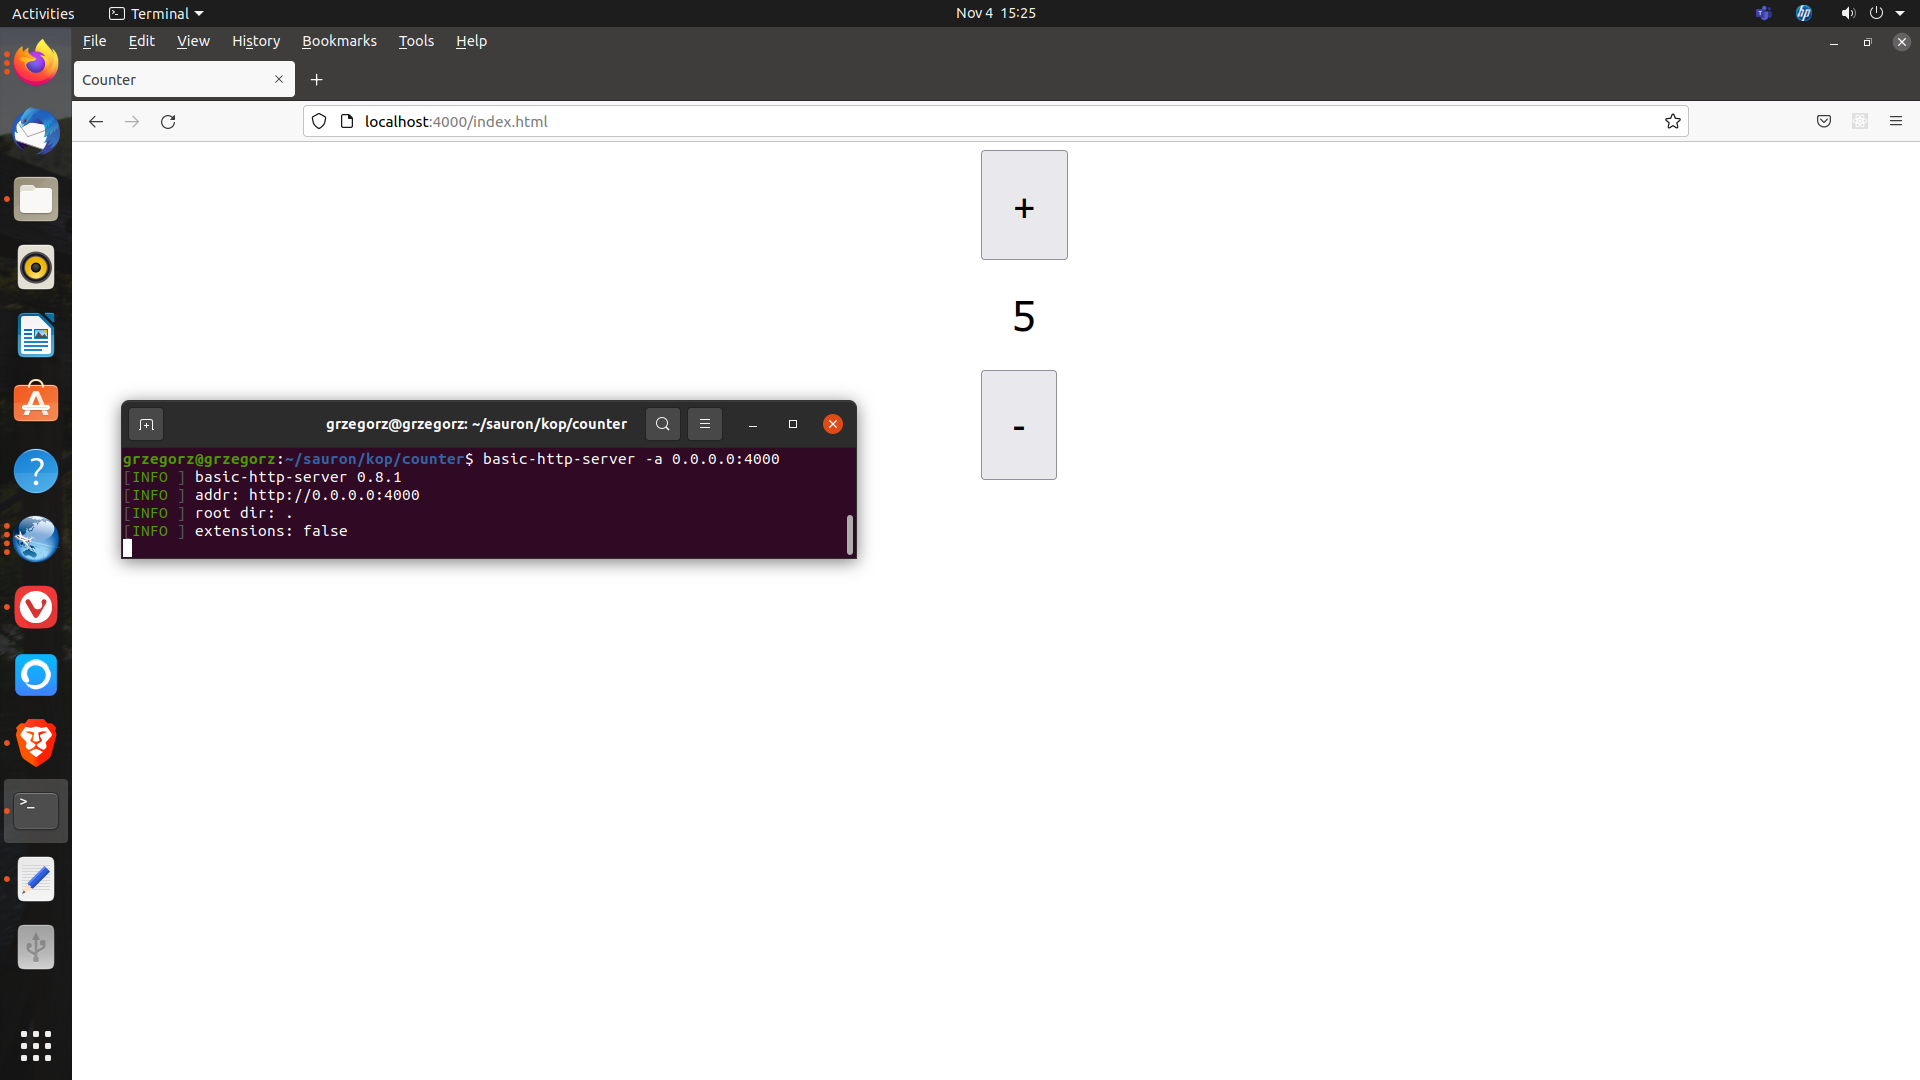 Activities
Terminal
Nov 4 15:25
hp
File Edit View History Bookmarks Tools Help
Counter
localhost:4000/index.html
+
5
-
grzegorz@grzegorz: ~/sauron/kop/counter
grzegorz@grzegorz:~/sauron/kop/counter$ basic-http-server -a 0.0.0.0:4000
[INFO ] basic-http-server 0.8.1
[INFO ] addr: http://0.0.0.0:4000
[INFO ] root dir: .
[INFO ] extensions: false
>_